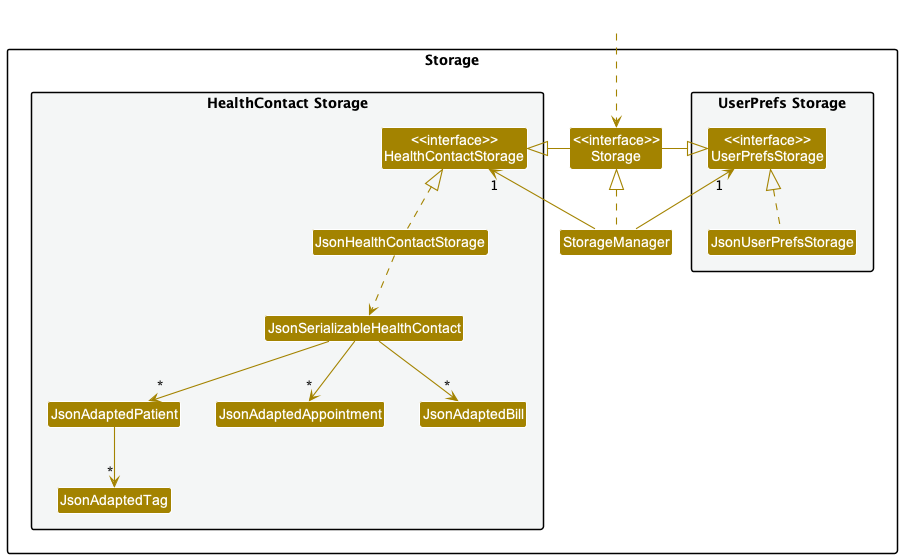 Storage
HealthContact Storage
UserPrefs Storage
<<interface>>
HealthContactStorage
<<interface>>
Storage
<<interface>>
UserPrefsStorage
1
1
JsonHealthContactStorage
StorageManager
JsonUserPrefsStorage
JsonSerializableHealthContact
*
*
*
JsonAdaptedPatient
JsonAdaptedAppointment
JsonAdaptedBill
*
JsonAdaptedTag